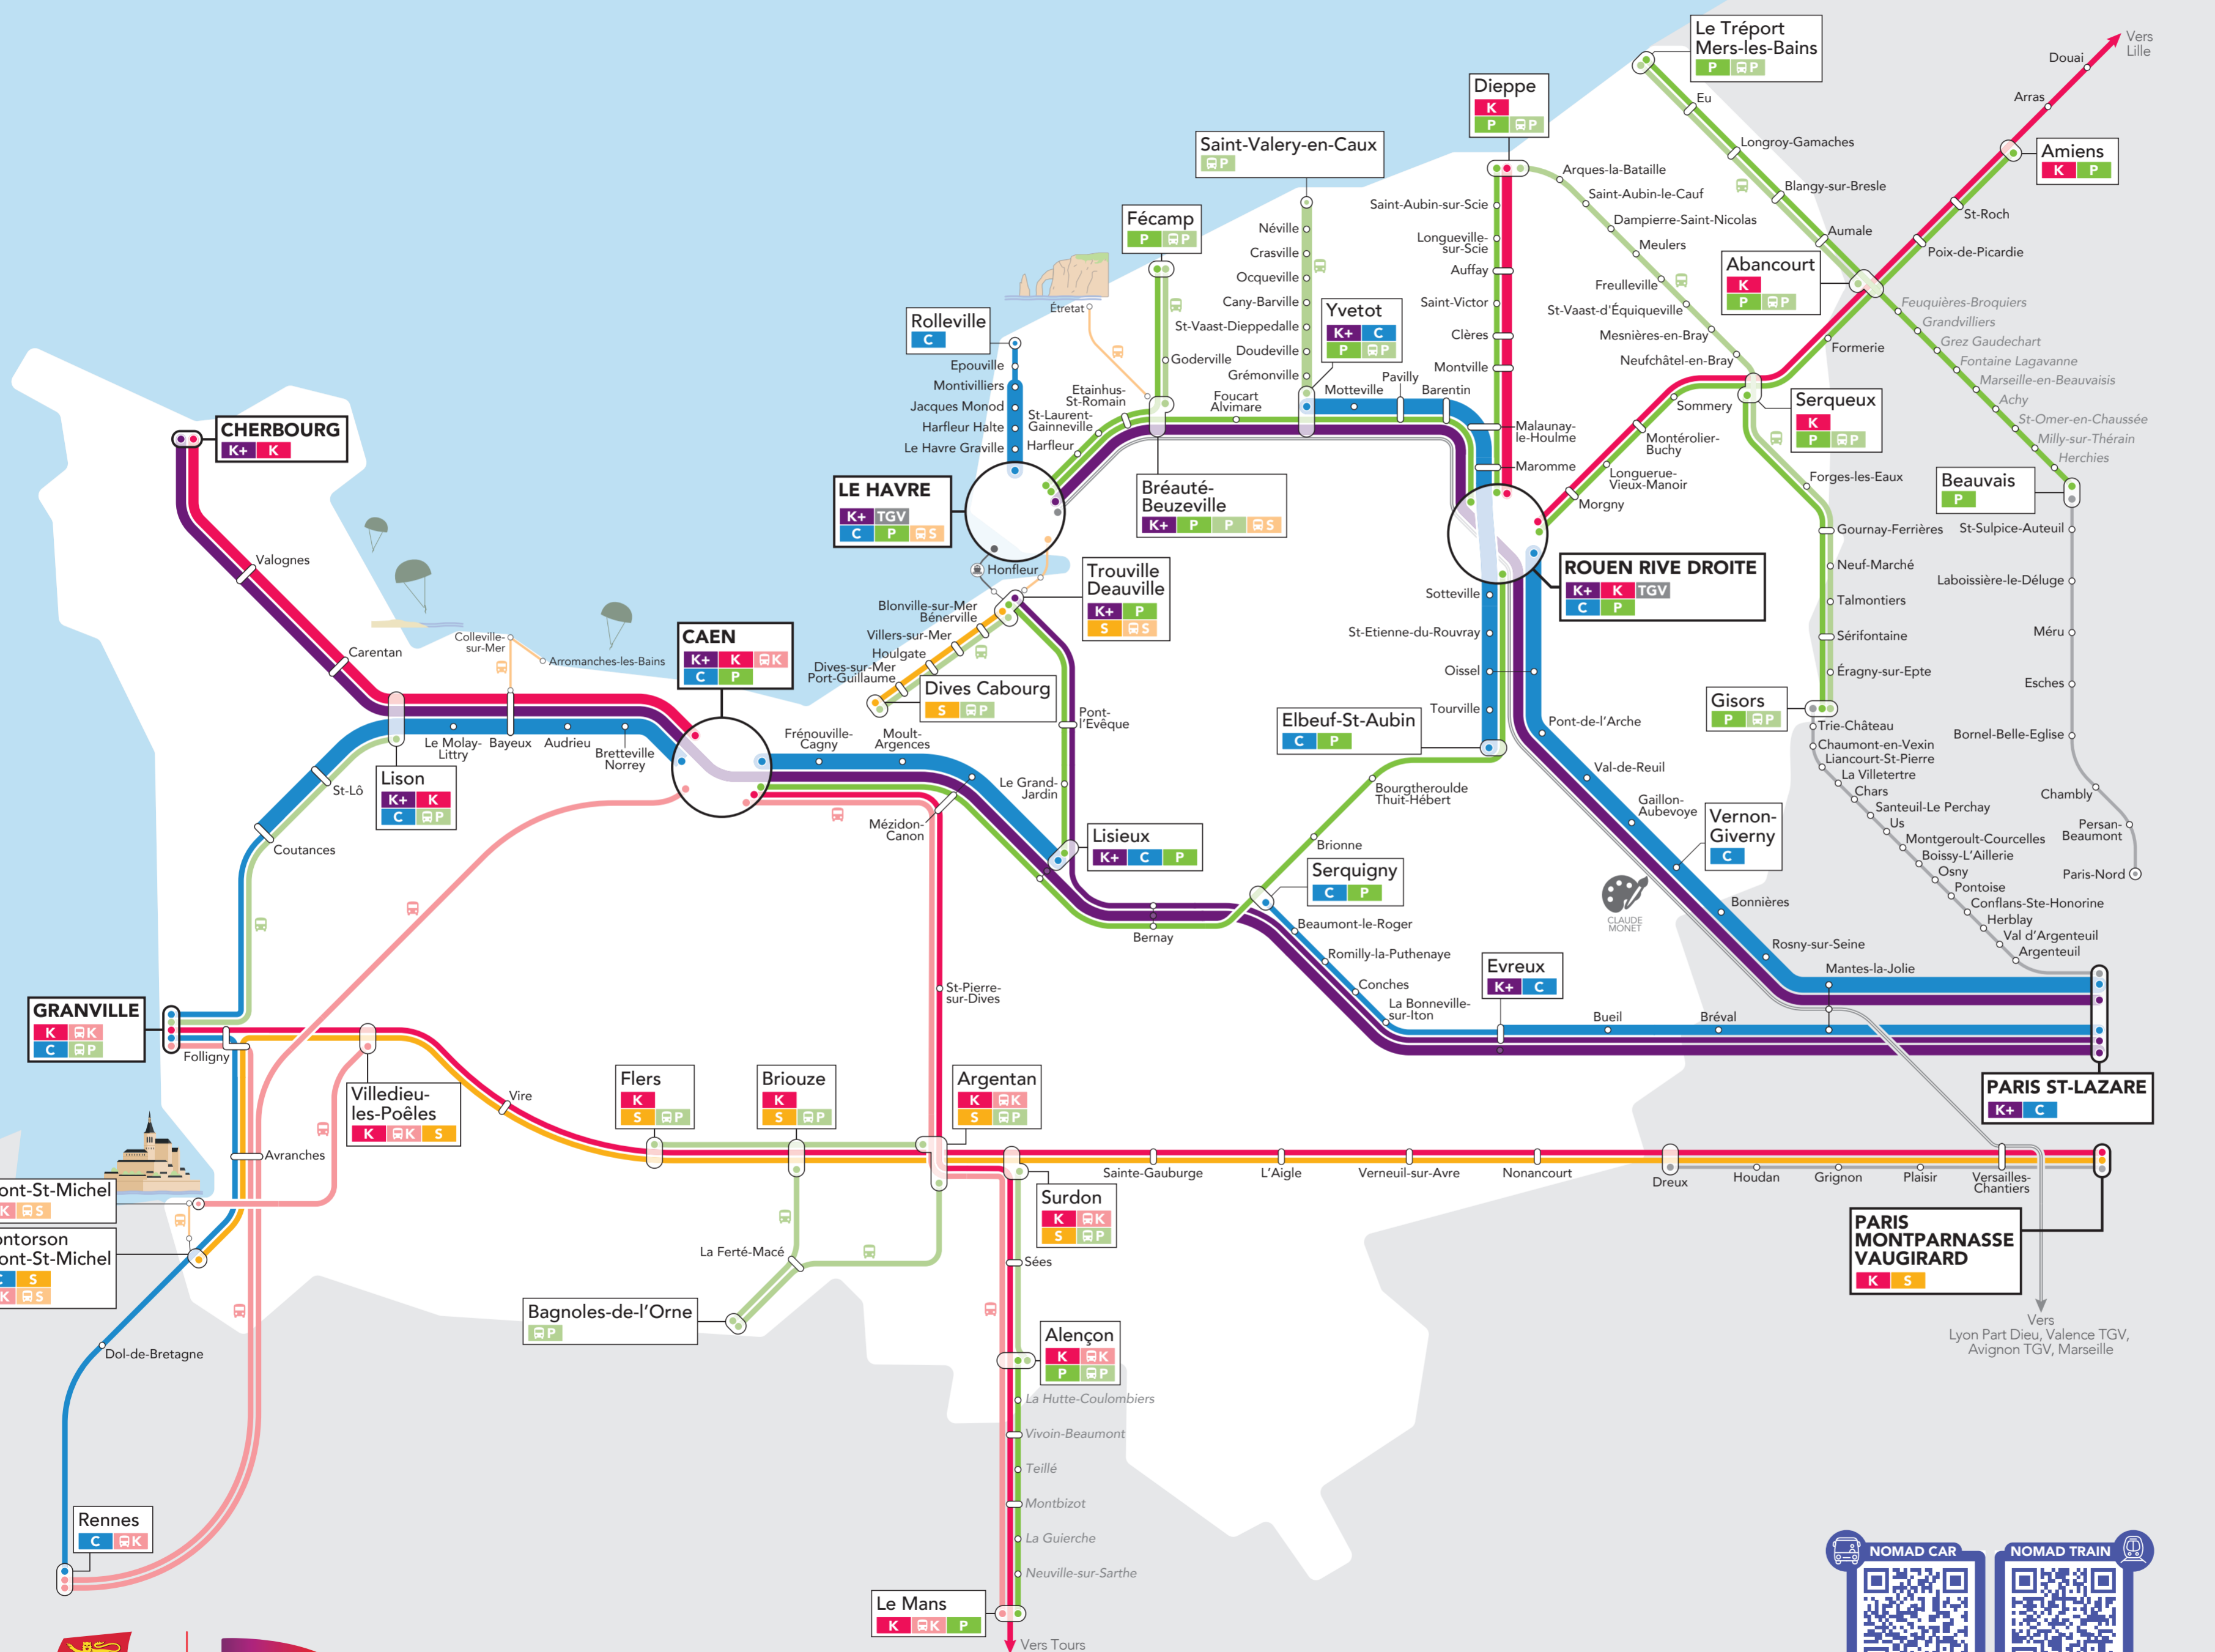 Le Tréport
Mers-les-Bains
P P
Vers
Lille
Douai
Arras
Amiens
K P
St-Roch
Poix-de-Picardie
Eu
Longroy-Gamaches
Blangy-sur-Bresle
Aumale
Abancourt
K
P P
Dieppe
K
P P
Saint-Valery-en-Caux
P
Fécamp
P P
Étretat
Rolleville
C
Epouville
Montivilliers
Jacques Monod
Harfleur Halte
Le Havre Graville
Harfleur
St-Laurent-
Gainneville
Etainhus-
St-Romain
Goderville
Foucart
Alvimare
Néville
Crasville
Ocqueville
Cany-Barville
St-Vaast-Dieppedalle
Doudeville
Grémonville
Yvetot
K+ C
P P
Motteville
Pavilly
Barentin
Saint-Aubin-sur-Scie
Longueville-
sur-Scie
Auffay
Saint-Victor
Clères
Montville
Malaunay-
le-Houlme
Maromme
Arques-la-Bataille
Saint-Aubin-le-Cauf
Dampierre-Saint-Nicolas
Meulers
Freulleville
St-Vaast-d'Équiqueville
Mesnières-en-Bray
Neufchâtel-en-Bray
Formerie
Serqueux
K
P P
Sommery
Montérolier-
Buchy
Longuerue-
Vieux-Manoir
Morgny
Feuquières-Broquiers
Grandvilliers
Grez Gaudechart
Fontaine Lagavanne
Marseille-en-Beauvaisis
Achy
St-Omer-en-Chaussée
Milly-sur-Thérain
Herchies
Beauvais
P
St-Sulpice-Auteuil
Laboissière-le-Déluge
Méru
Esches
Bornel-Belle-Eglise
Chambly
Persan-
Beaumont
Paris-Nord
Forges-les-Eaux
Gournay-Ferrières
Neuf-Marché
Talmontiers
Sérifontaine
Éragny-sur-Epte
Gisors
P P
Trie-Château
Chaumont-en-Vexin
Liancourt-St-Pierre
La Villetertre
Chars
Santeuil-Le Perchay
Us
Montgeroult-Courcelles
Boissy-L'Aillerie
Osny
Pontoise
Conflans-Ste-Honorine
Herblay
Val d'Argenteuil
Argenteuil
CHERBOURG
K+ K
Valognes
Carentan
LE HAVRE
K+ TGV
C P S
Bréauté-
Beuzeville
K+ P P S
Honfleur
Trouville
Deauville
K+ P
S S
Blonville-sur-Mer
Bénerville
Villers-sur-Mer
Houlgate
Dives-sur-Mer
Port-Guillaume
Dives Cabourg
S P
ROUEN RIVE DROITE
K+ K TGV
C P
Sotteville
St-Etienne-du-Rouvray
Oissel
Tourville
Elbeuf-St-Aubin
C P
Pont-de-l'Arche
Val-de-Reuil
Gaillon-
Aubevoye
Vernon-
Giverny
C
CLAUDE
MONET
Bonnières
Rosny-sur-Seine
Mantes-la-Jolie
Colleville-
sur-Mer
Arromanches-les-Bains
CAEN
K+ K K
C P
Lison
K+ K
C P
Le Molay-
Littry
Bayeux
Audrieu
Bretteville
Norrey
Frénouville-
Cagny
Moult-
Argences
Mézidon-
Canon
Pont-
l'Evêque
Le Grand-
Jardin
Lisieux
K+ C P
Bourgtheroulde
Thuit-Hébert
Brionne
Serquigny
C P
Bernay
Beaumont-le-Roger
Romilly-la-Puthenaye
Conches
La Bonneville-
sur-Iton
Evreux
K+ C
Bueil
Bréval
PARIS ST-LAZARE
K+ C
St-Lô
Coutances
GRANVILLE
K K
C P
Folligny
Villedieu-
les-Poêles
K K S
Vire
Flers
K
S P
Briouze
K
S P
Argentan
K K
S P
St-Pierre-
sur-Dives
Sainte-Gauburge
L'Aigle
Verneuil-sur-Avre
Nonancourt
Dreux
Houdan
Grignon
Plaisir
Versailles-
Chantiers
PARIS
MONTPARNASSE
VAUGIRARD
K S
Vers
Lyon Part Dieu, Valence TGV,
Avignon TGV, Marseille
Avranches
ont-St-Michel
K S
ontorson
ont-St-Michel
C S
K S
Dol-de-Bretagne
Rennes
C K
La Ferté-Macé
Bagnoles-de-l'Orne
P
Surdon
K K
S P
Sées
Alençon
K K
P P
La Hutte-Coulombiers
Vivoin-Beaumont
Teillé
Montbizot
La Guierche
Neuville-sur-Sarthe
Le Mans
K K P
Vers Tours
NOMAD CAR
NOMAD TRAIN